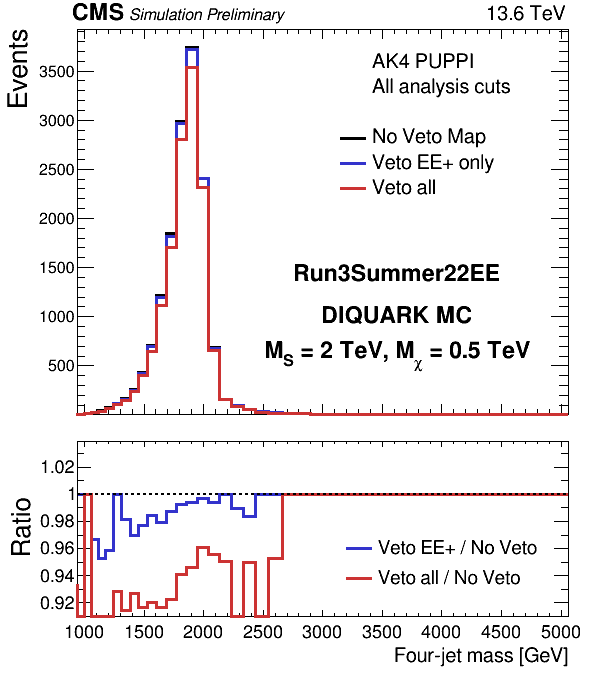 CMS Simulation Preliminary 13.6 TeV
Events
3500
3000
2500
2000
1500
1000
500
AK4 PUPPI
All analysis cuts
No Veto Map
Veto EE+ only
Veto all
Run3Summer22EE
DIQUARK MC
M_S = 2 TeV, M_χ = 0.5 TeV
Ratio
1.02
1
0.98
0.96
0.94
0.92
Veto EE+ / No Veto
Veto all / No Veto
1000 1500 2000 2500 3000 3500 4000 4500 5000
Four-jet mass [GeV]